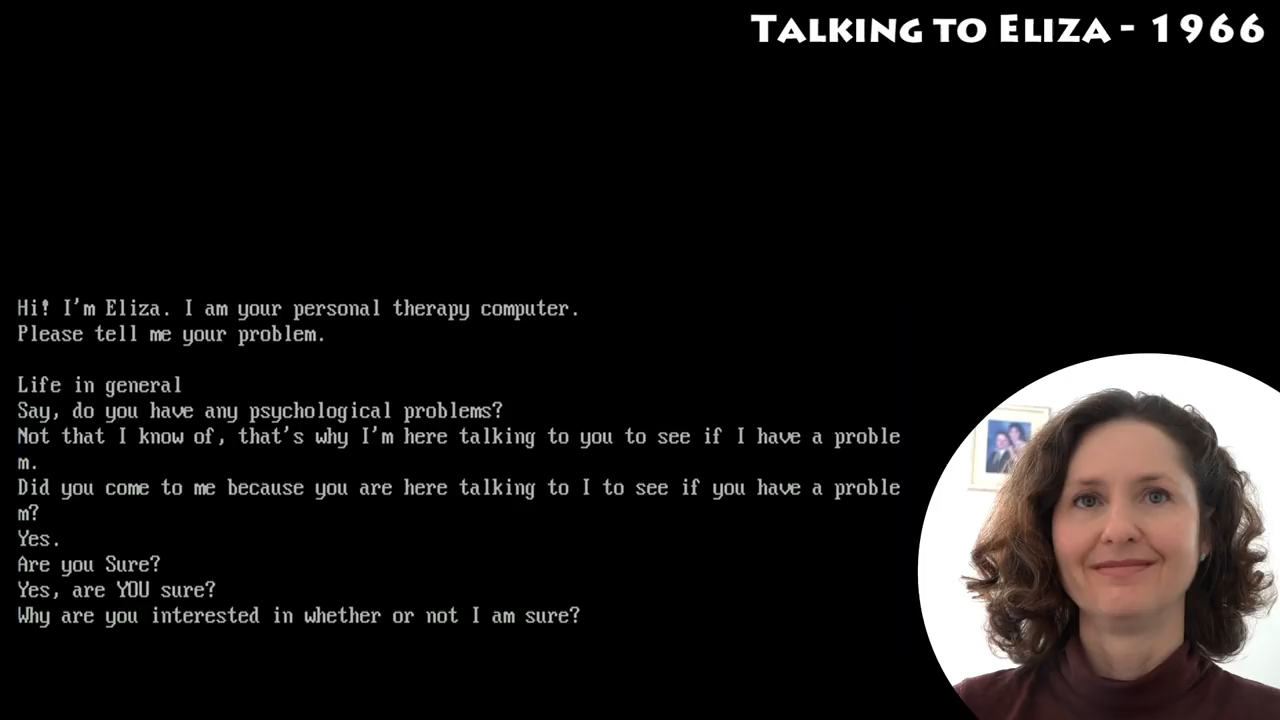 TALKING TO ELIZA - 1966
Hi! I'm Eliza. I am your personal therapy computer.
Please tell me your problem.
Life in general
Say, do you have any psychological problems?
Not that I know of, that's why I'm here talking to you to see if I have a proble
m.
Did you come to me because you are here talking to I to see if you have a proble
m?
Yes.
Are you Sure?
Yes, are YOU sure?
Why are you interested in whether or not I am sure?